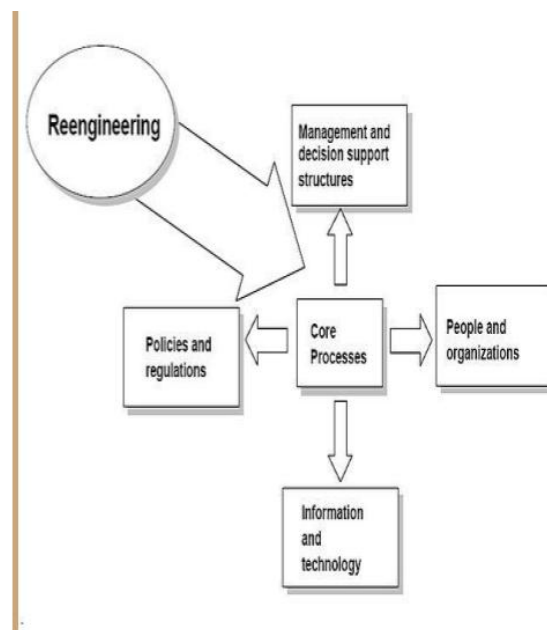 Reengineering
Management and
decision support
structures
Policies and
regulations
Core
Processes
People and
organizations
Information
and
technology